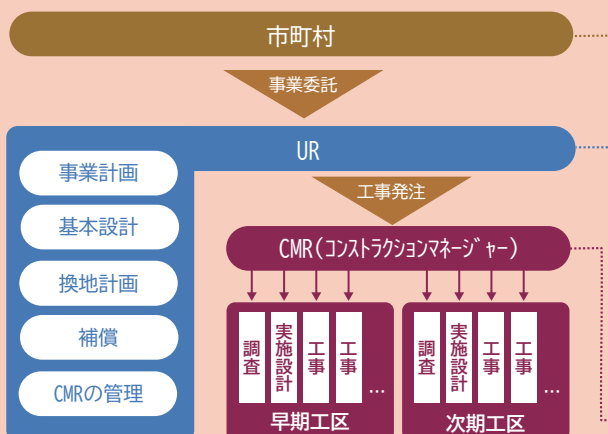 市町村
事業委託
UR
事業計画
基本設計
換地計画
補償
CMRの管理
工事発注
CMR(コンストラクションマネージャー)
調査
実施設計
工事
工事
…
早期工区
調査
実施設計
工事
工事
…
次期工区